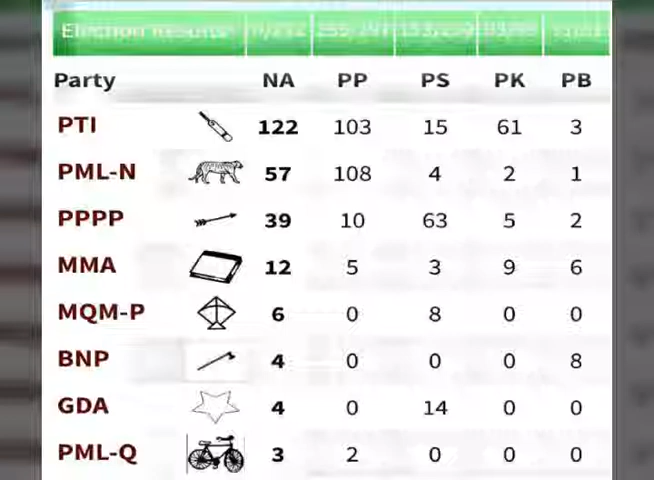 Election Results
Party NA PP PS PK PB
PTI 122 103 15 61 3
PML-N 57 108 4 2 1
PPPP 39 10 63 5 2
MMA 12 5 3 9 6
MQM-P 6 0 8 0 0
BNP 4 0 0 0 8
GDA 4 0 14 0 0
PML-Q 3 2 0 0 0